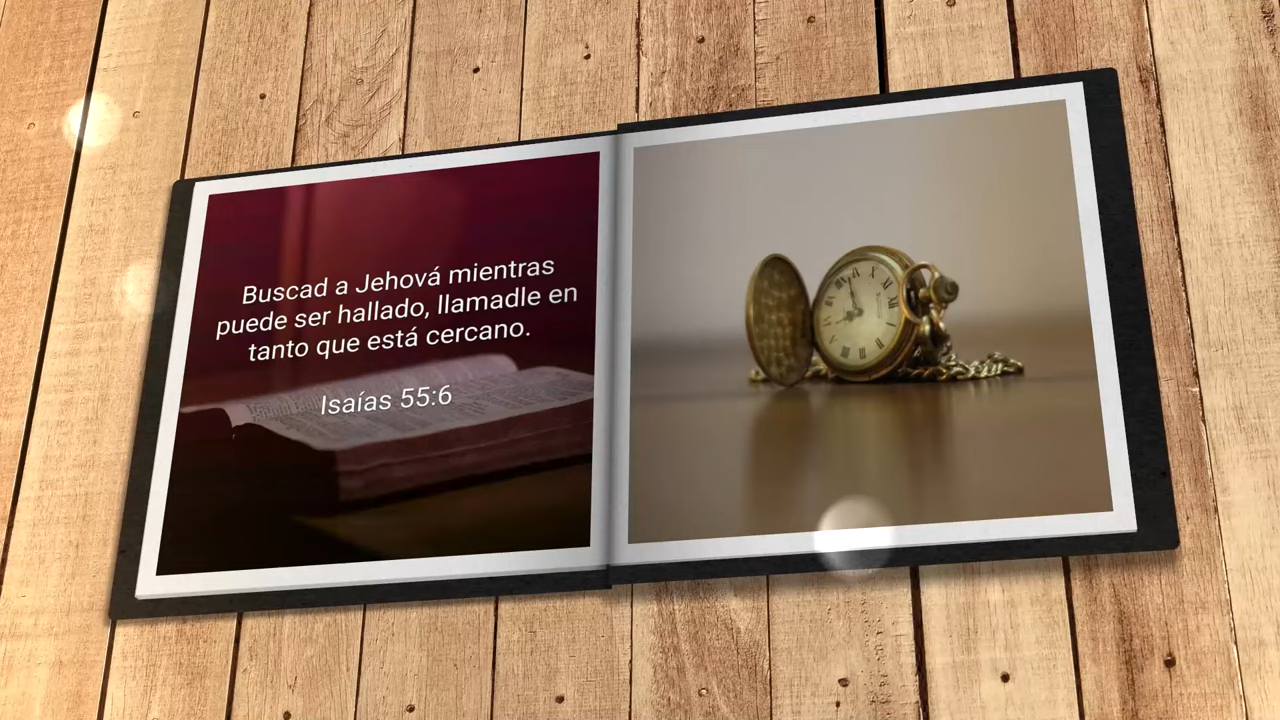 Buscad a Jehová mientras
puede ser hallado, llamadle en
tanto que está cercano.
Isaías 55:6